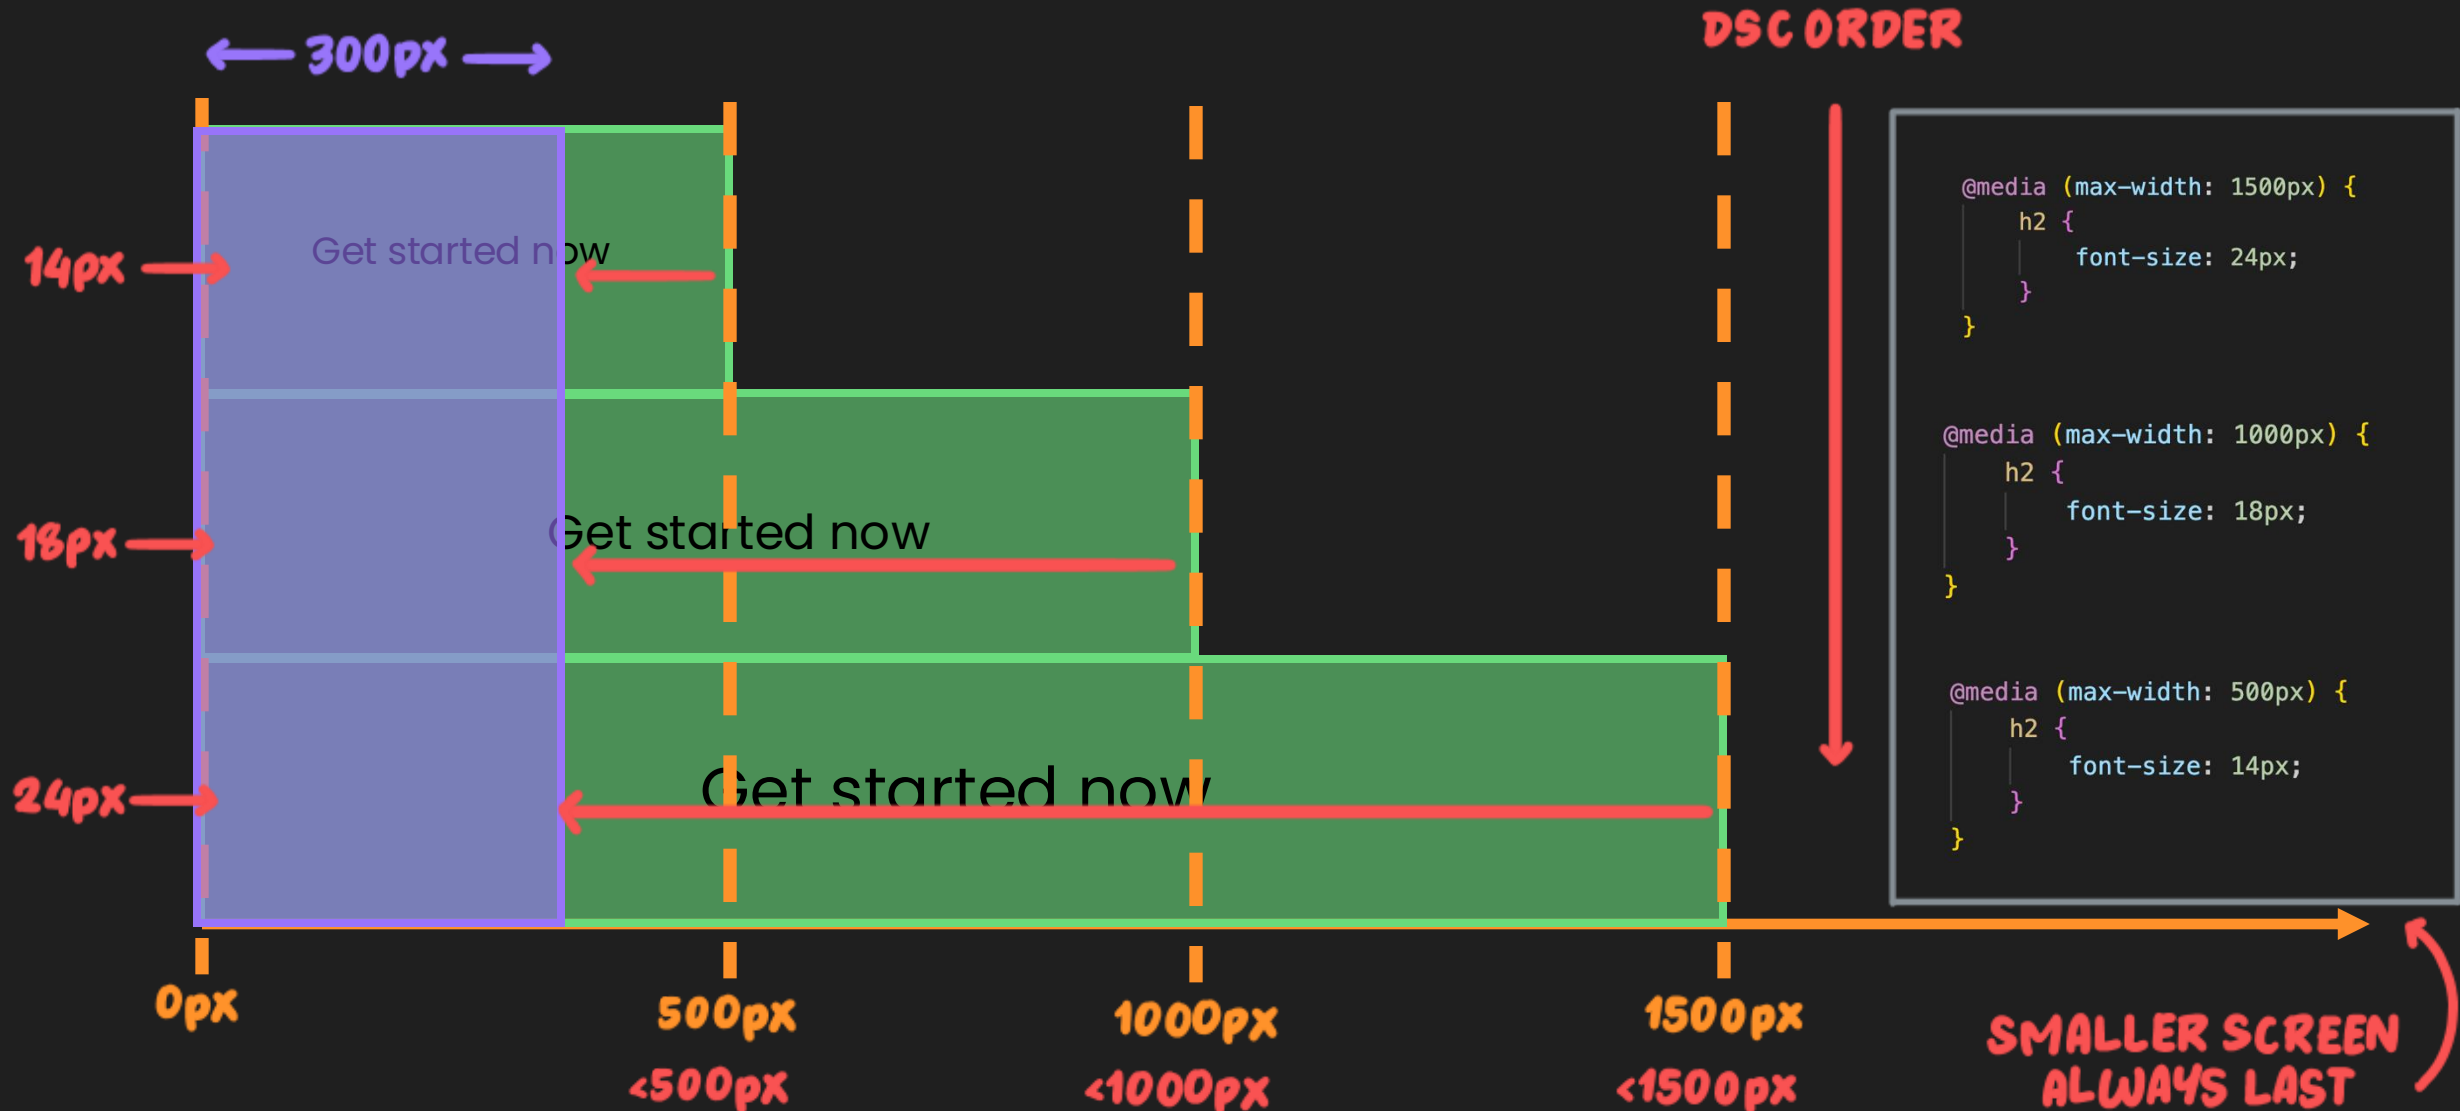 300px
DSC ORDER
14px
Get started now
18px
Get started now
24px
Get started now
@media (max-width: 1500px) {
h2 {
font-size: 24px;
}
}
@media (max-width: 1000px) {
h2 {
font-size: 18px;
}
}
@media (max-width: 500px) {
h2 {
font-size: 14px;
}
}
0px
500px
1000px
1500px
<500px
<1000px
<1500px
SMALLER SCREEN
ALWAYS LAST